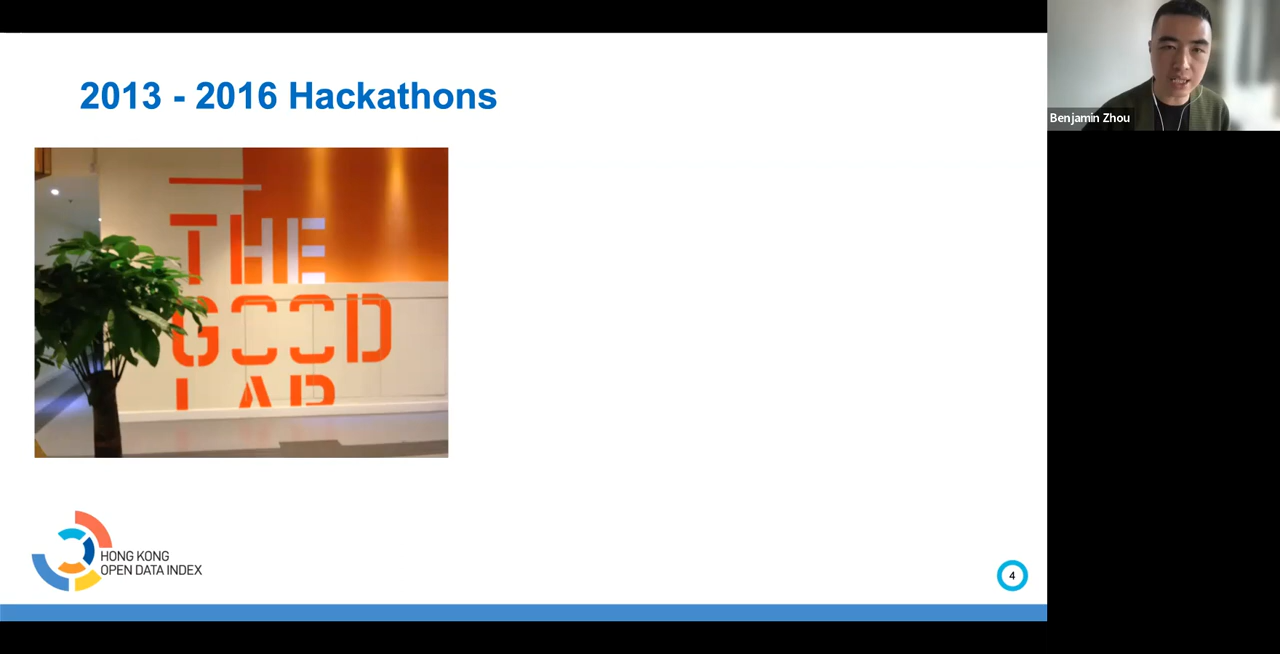 2013 - 2016 Hackathons
THE
GOOD
LAB
HONG KONG
OPEN DATA INDEX
4
Benjamin Zhou